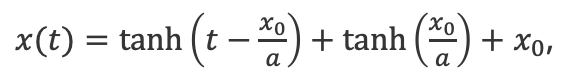 x(t) = tanh (t − x₀/a) + tanh (x₀/a) + x₀,